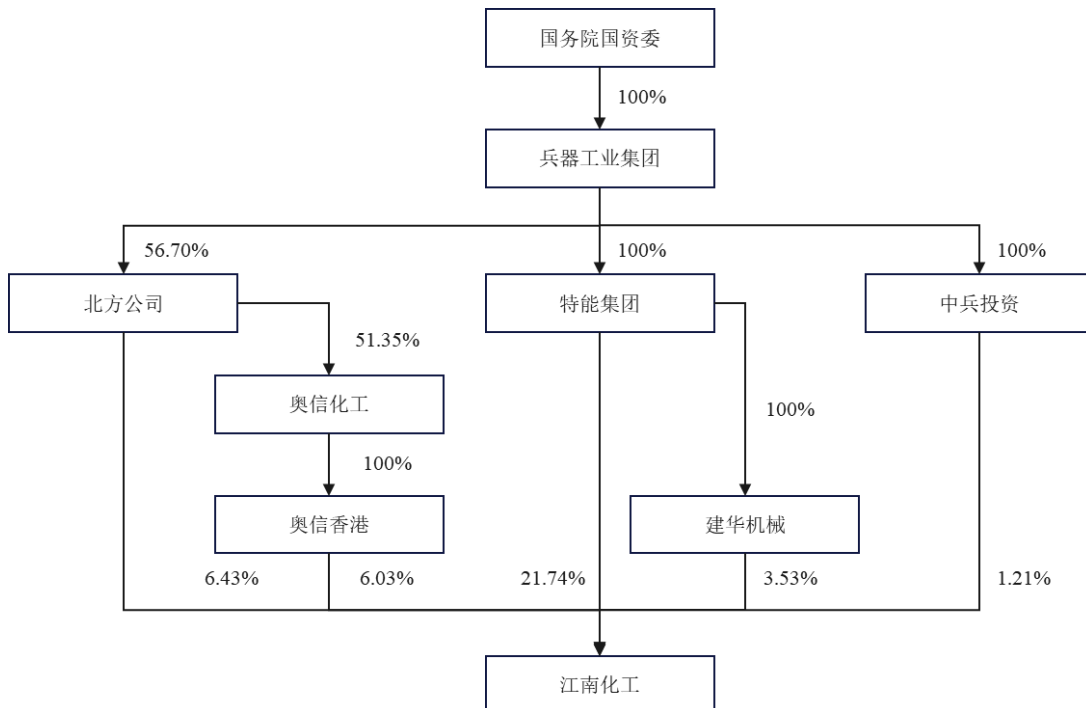 国务院国资委
100%
兵器工业集团
56.70%
100%
100%
北方公司
特能集团
中兵投资
51.35%
奥信化工
100%
100%
奥信香港
建华机械
6.43%
6.03%
21.74%
3.53%
1.21%
江南化工